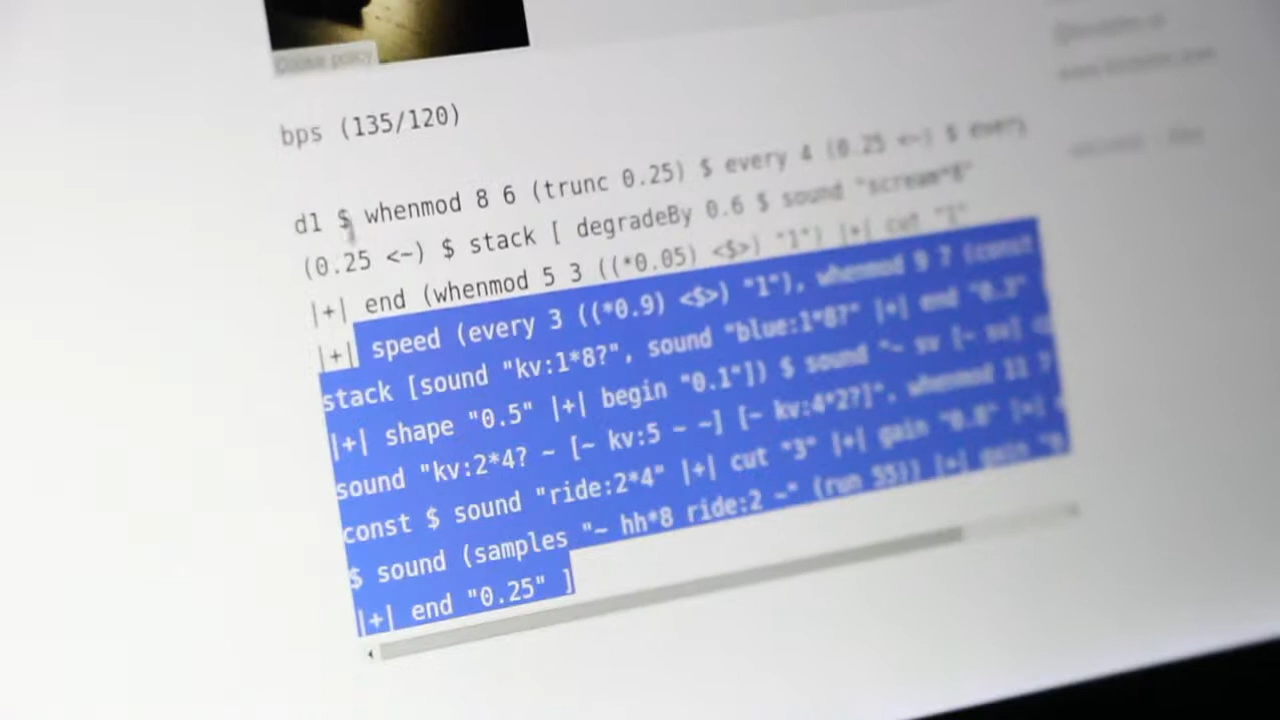 Cookie policy
bps (135/120)
d1 $ whenmod 8 6 (trunc 0.25) $ every 4 (0.25 <~) $ every
(0.25 <~) $ stack [ degradeBy 0.6 $ sound "scream*8"
|+| end (whenmod 5 3 ((*0.05) <$>) "1") |+| cut "1"
|+| speed (every 3 ((*0.9) <$>) "1"), whenmod 9 7 (const
stack [sound "kv:1*8?", sound "blue:1*8?" |+| end "0.3"
|+| shape "0.5" |+| begin "0.1"]) $ sound "~ sv [~ sv]
sound "kv:2*4? ~ [~ kv:5 ~ ~] [~ kv:4*2?]", whenmod 11 7
const $ sound "ride:2*4" |+| cut "3" |+| gain "0.8" |+|
$ sound (samples "~ hh*8 ride:2 ~" (run 55)) |+| gain
|+| end "0.25" ]